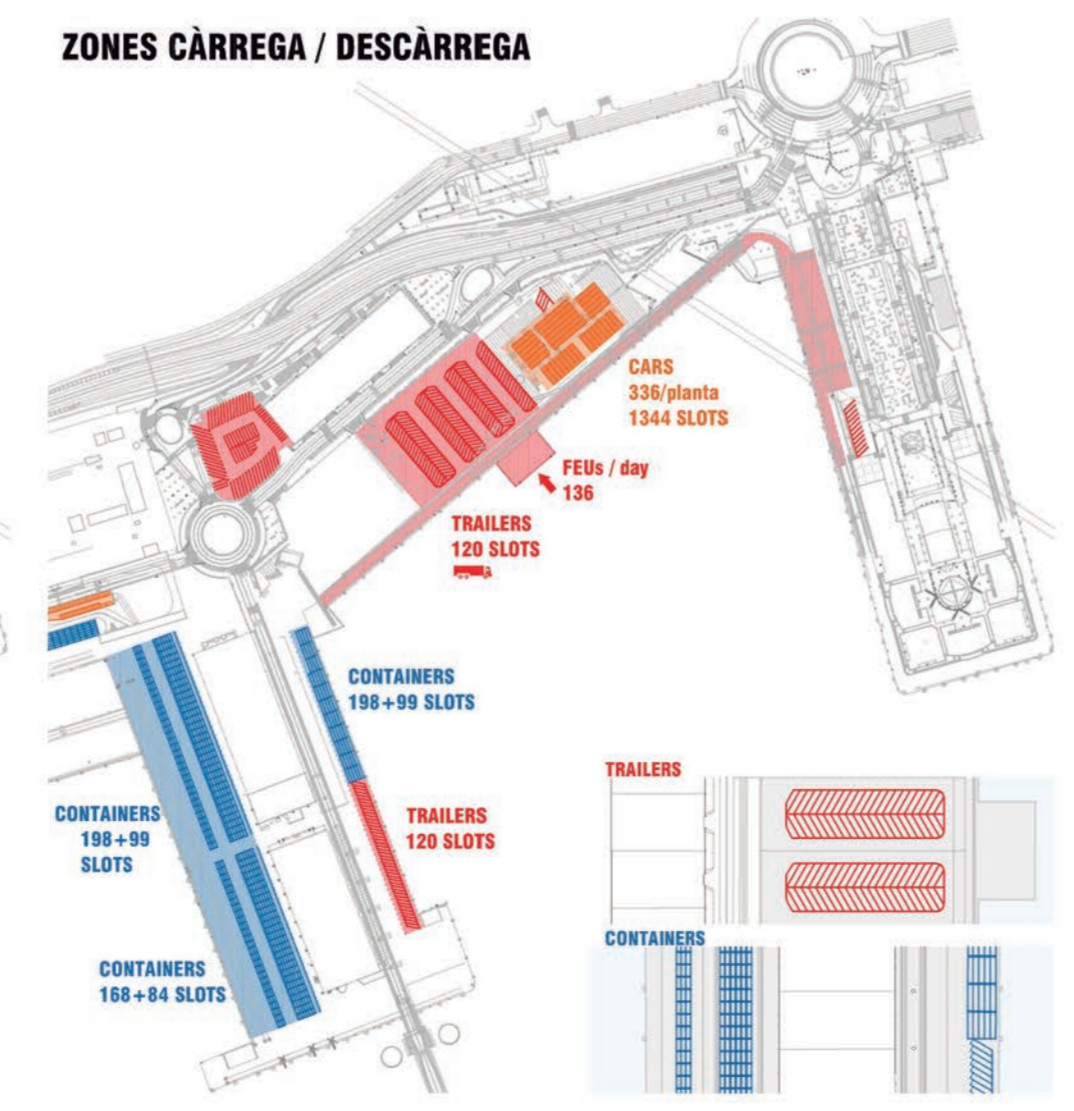 ZONES CÀRREGA / DESCÀRREGA
CARS
336/planta
1344 SLOTS
FEUs / day
136
TRAILERS
120 SLOTS
CONTAINERS
198+99 SLOTS
CONTAINERS
198+99
SLOTS
TRAILERS
120 SLOTS
CONTAINERS
168+84 SLOTS
TRAILERS
CONTAINERS